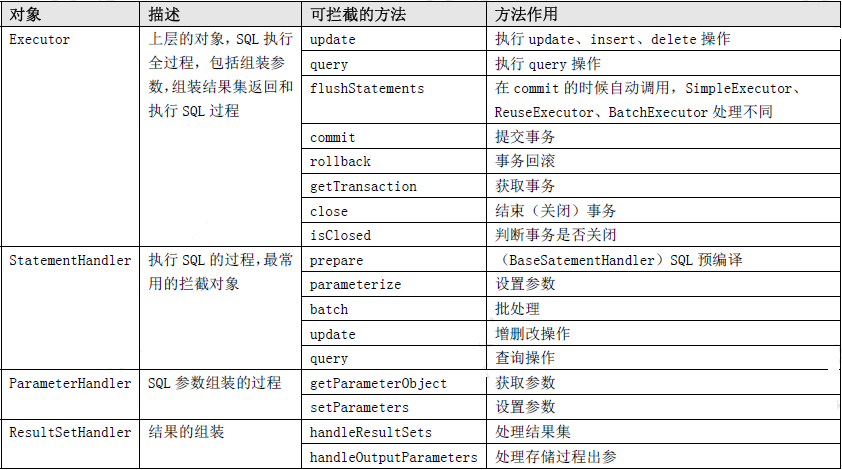 对象 描述 可拦截的方法 方法作用
Executor 上层的对象，SQL 执行全过程，包括组装参数，组装结果集返回和执行 SQL 过程
update 执行 update、insert、delete 操作
query 执行 query 操作
flushStatements 在 commit 的时候自动调用，SimpleExecutor、ReuseExecutor、BatchExecutor 处理不同
commit 提交事务
rollback 事务回滚
getTransaction 获取事务
close 结束（关闭）事务
isClosed 判断事务是否关闭
StatementHandler 执行 SQL 的过程，最常用的拦截对象
prepare （BaseSatementHandler）SQL 预编译
parameterize 设置参数
batch 批处理
update 增删改操作
query 查询操作
ParameterHandler SQL 参数组装的过程
getParameterObject 获取参数
setParameters 设置参数
ResultSetHandler 结果的组装
handleResultSets 处理结果集
handleOutputParameters 处理存储过程出参